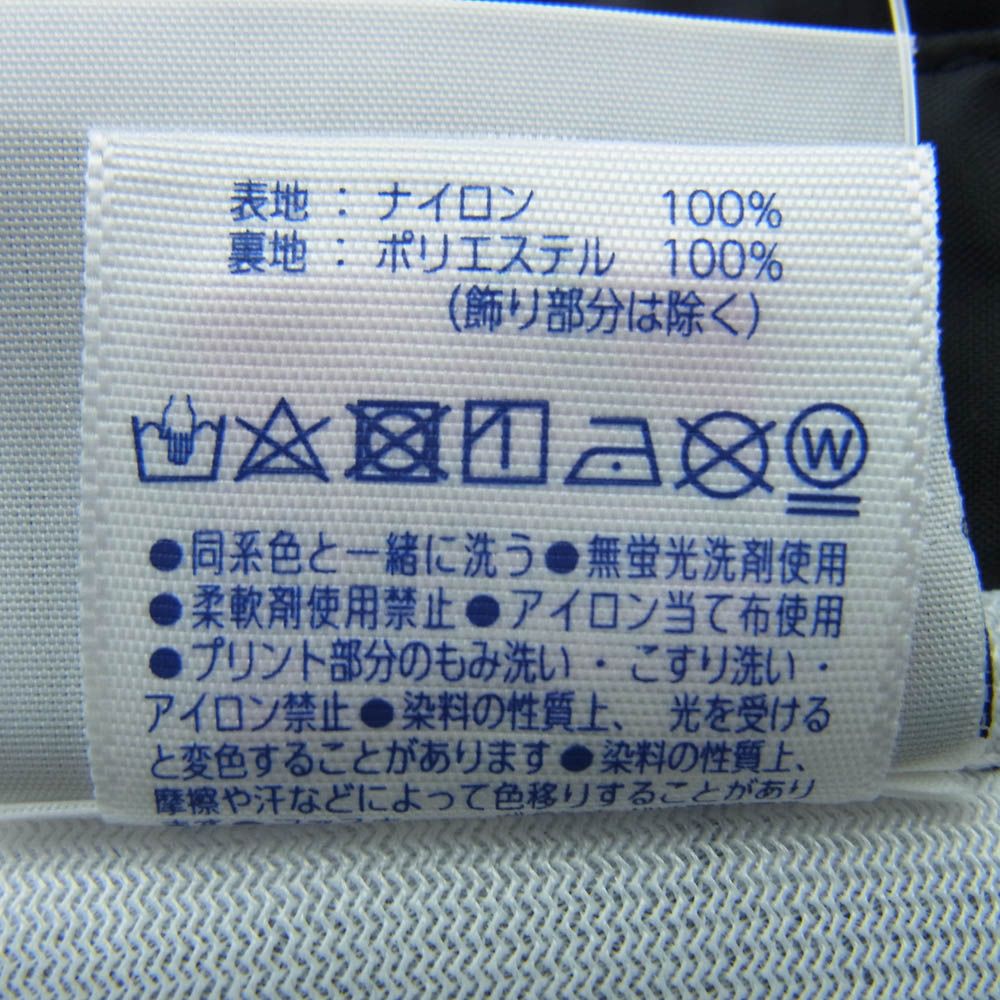 表地 : ナイロン 100%
裏地 : ポリエステル 100%
(飾り部分は除く)
W
●同系色と一緒に洗う●無蛍光洗剤使用
●柔軟剤使用禁止●アイロン当て布使用
●プリント部分のもみ洗い・こすり洗い・
アイロン禁止●染料の性質上、光を受ける
と変色することがあります●染料の性質上、
摩擦や汗などによって色移りすることがあり